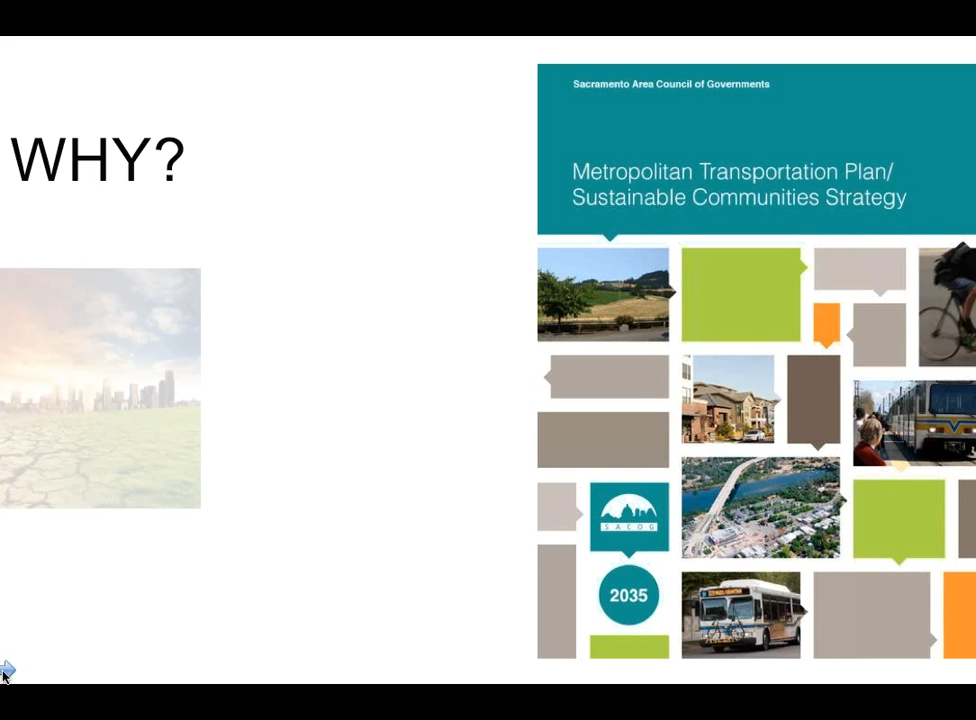 WHY?
Sacramento Area Council of Governments
Metropolitan Transportation Plan/
Sustainable Communities Strategy
SACOG
2035